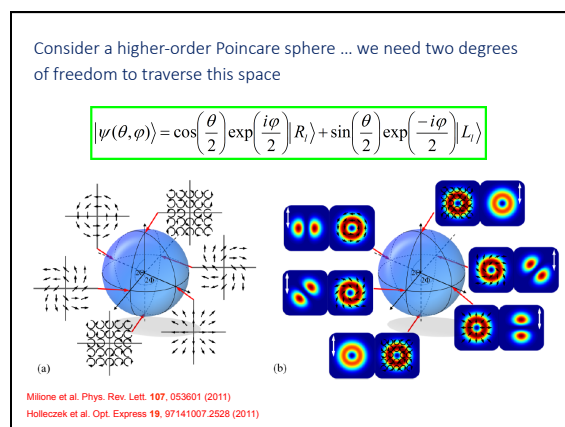 Consider a higher-order Poincare sphere ... we need two degrees
of freedom to traverse this space
|ψ(θ,φ)⟩ = cos(θ/2) exp(iφ/2)|R_l⟩ + sin(θ/2) exp(-iφ/2)|L_l⟩
2Θ
2Φ
2Θ
2Φ
(a)
(b)
Milione et al. Phys. Rev. Lett. 107, 053601 (2011)
Holleczek et al. Opt. Express 19, 97141007.2528 (2011)